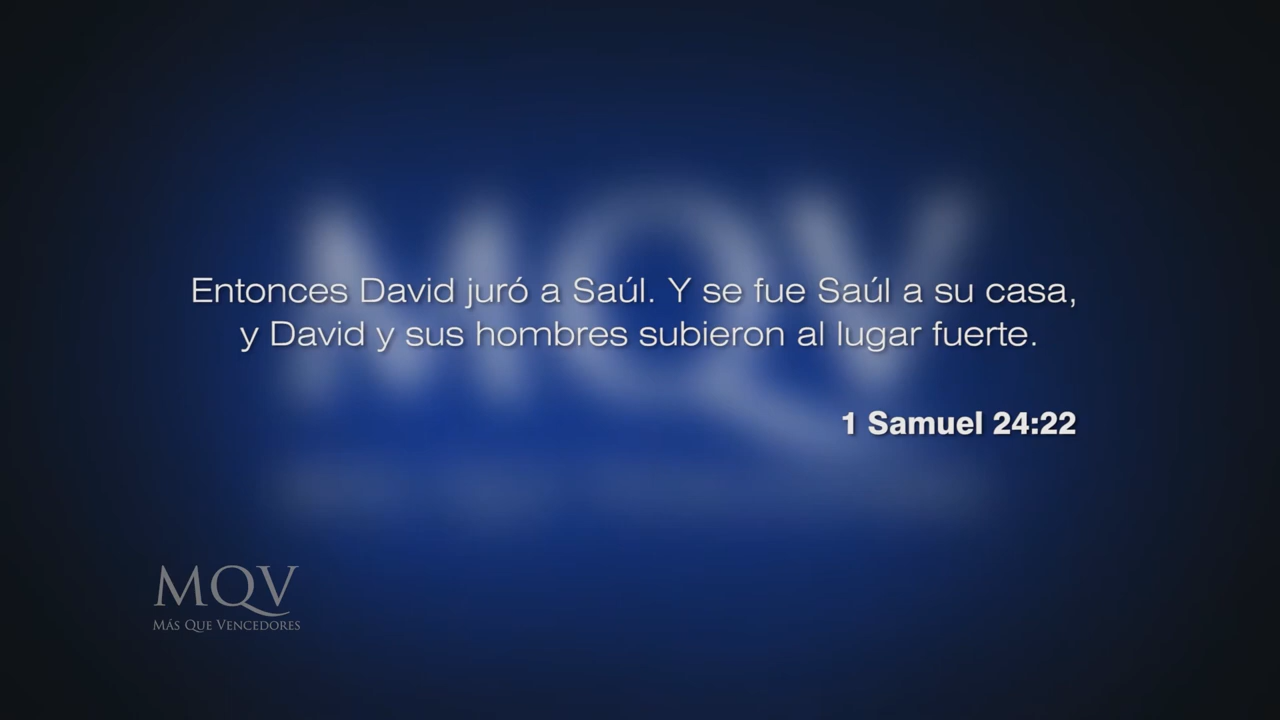 Entonces David juró a Saúl. Y se fue Saúl a su casa,
y David y sus hombres subieron al lugar fuerte.
1 Samuel 24:22
MQV
MÁS QUE VENCEDORES